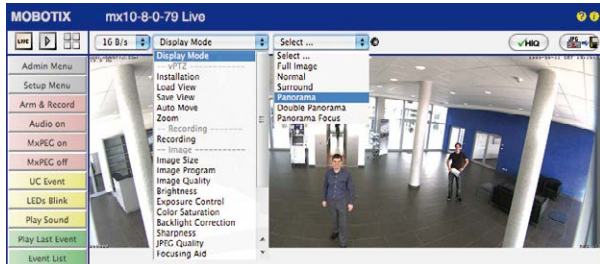 MOBOTIX mx10-8-0-79 Live
LIVE 16 B/s Display Mode Select ... HIQ
Admin Menu
Setup Menu
Arm & Record
Audio on
MxPEG on
MxPEG off
UC Event
LEDs Blink
Play Sound
Play Last Event
Event List
Display Mode
--- vPTZ ---
Installation
Load View
Save View
Auto Move
Zoom
--- Recording ---
Recording
--- Image ---
Image Size
Image Program
Image Quality
Brightness
Exposure Control
Color Saturation
Backlight Correction
Sharpness
JPEG Quality
Focusing Aid
Select ...
Full Image
Normal
Surround
Panorama
Double Panorama
Panorama Focus